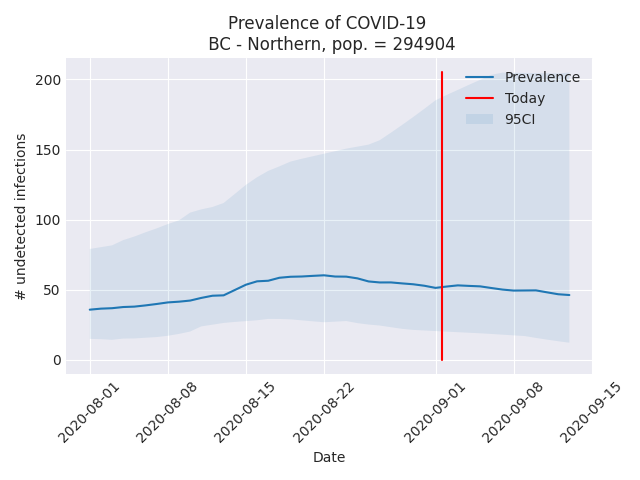 Prevalence of COVID-19
BC - Northern, pop. = 294904
# undetected infections
200
150
100
50
0
Prevalence
Today
95CI
2020-08-01
2020-08-08
2020-08-15
2020-08-22
2020-09-01
2020-09-08
2020-09-15
Date